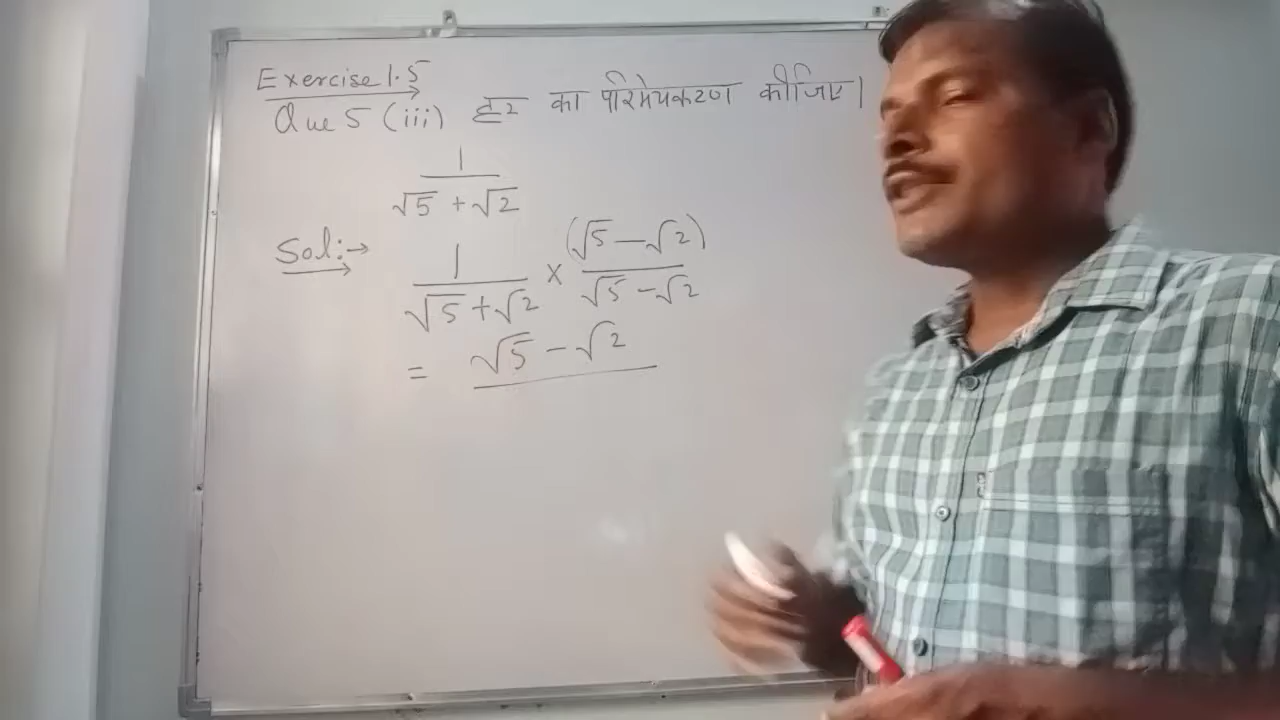 Exercise 1.5
Que 5 (iii) हर का परिमेयकरण कीजिए।
1
√5 + √2
Sol:→ 1 × (√5 − √2)
√5 + √2 √5 − √2
= √5 − √2